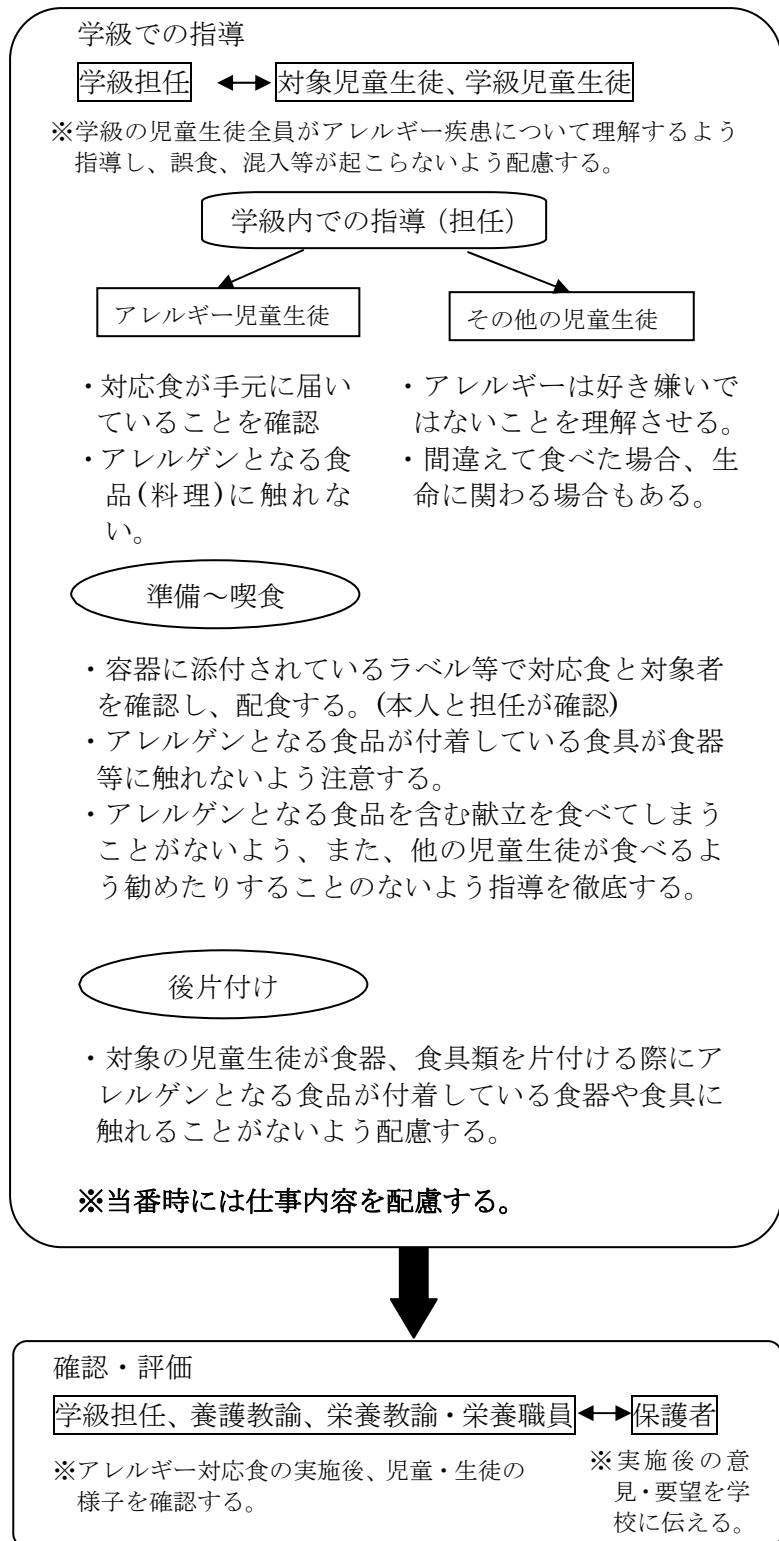 学級での指導
学級担任 ↔ 対象児童生徒、学級児童生徒
※学級の児童生徒全員がアレルギー疾患について理解するよう
指導し、誤食、混入等が起こらないよう配慮する。
学級内での指導（担任）
アレルギー児童生徒
その他の児童生徒
・対応食が手元に届い
ていることを確認
・アレルゲンとなる食
品(料理)に触れな
い。
・アレルギーは好き嫌いで
はないことを理解させる。
・間違えて食べた場合、生
命に関わる場合もある。
準備～喫食
・容器に添付されているラベル等で対応食と対象者
を確認し、配食する。(本人と担任が確認)
・アレルゲンとなる食品が付着している食具が食器
等に触れないよう注意する。
・アレルゲンとなる食品を含む献立を食べてしまう
ことがないよう、また、他の児童生徒が食べるよ
う勧めたりすることのないよう指導を徹底する。
後片付け
・対象の児童生徒が食器、食具類を片付ける際にア
レルゲンとなる食品が付着している食器や食具に
触れることがないよう配慮する。
※当番時には仕事内容を配慮する。
確認・評価
学級担任、養護教諭、栄養教諭・栄養職員 ↔ 保護者
※アレルギー対応食の実施後、児童・生徒の
様子を確認する。
※実施後の意
見・要望を学
校に伝える。